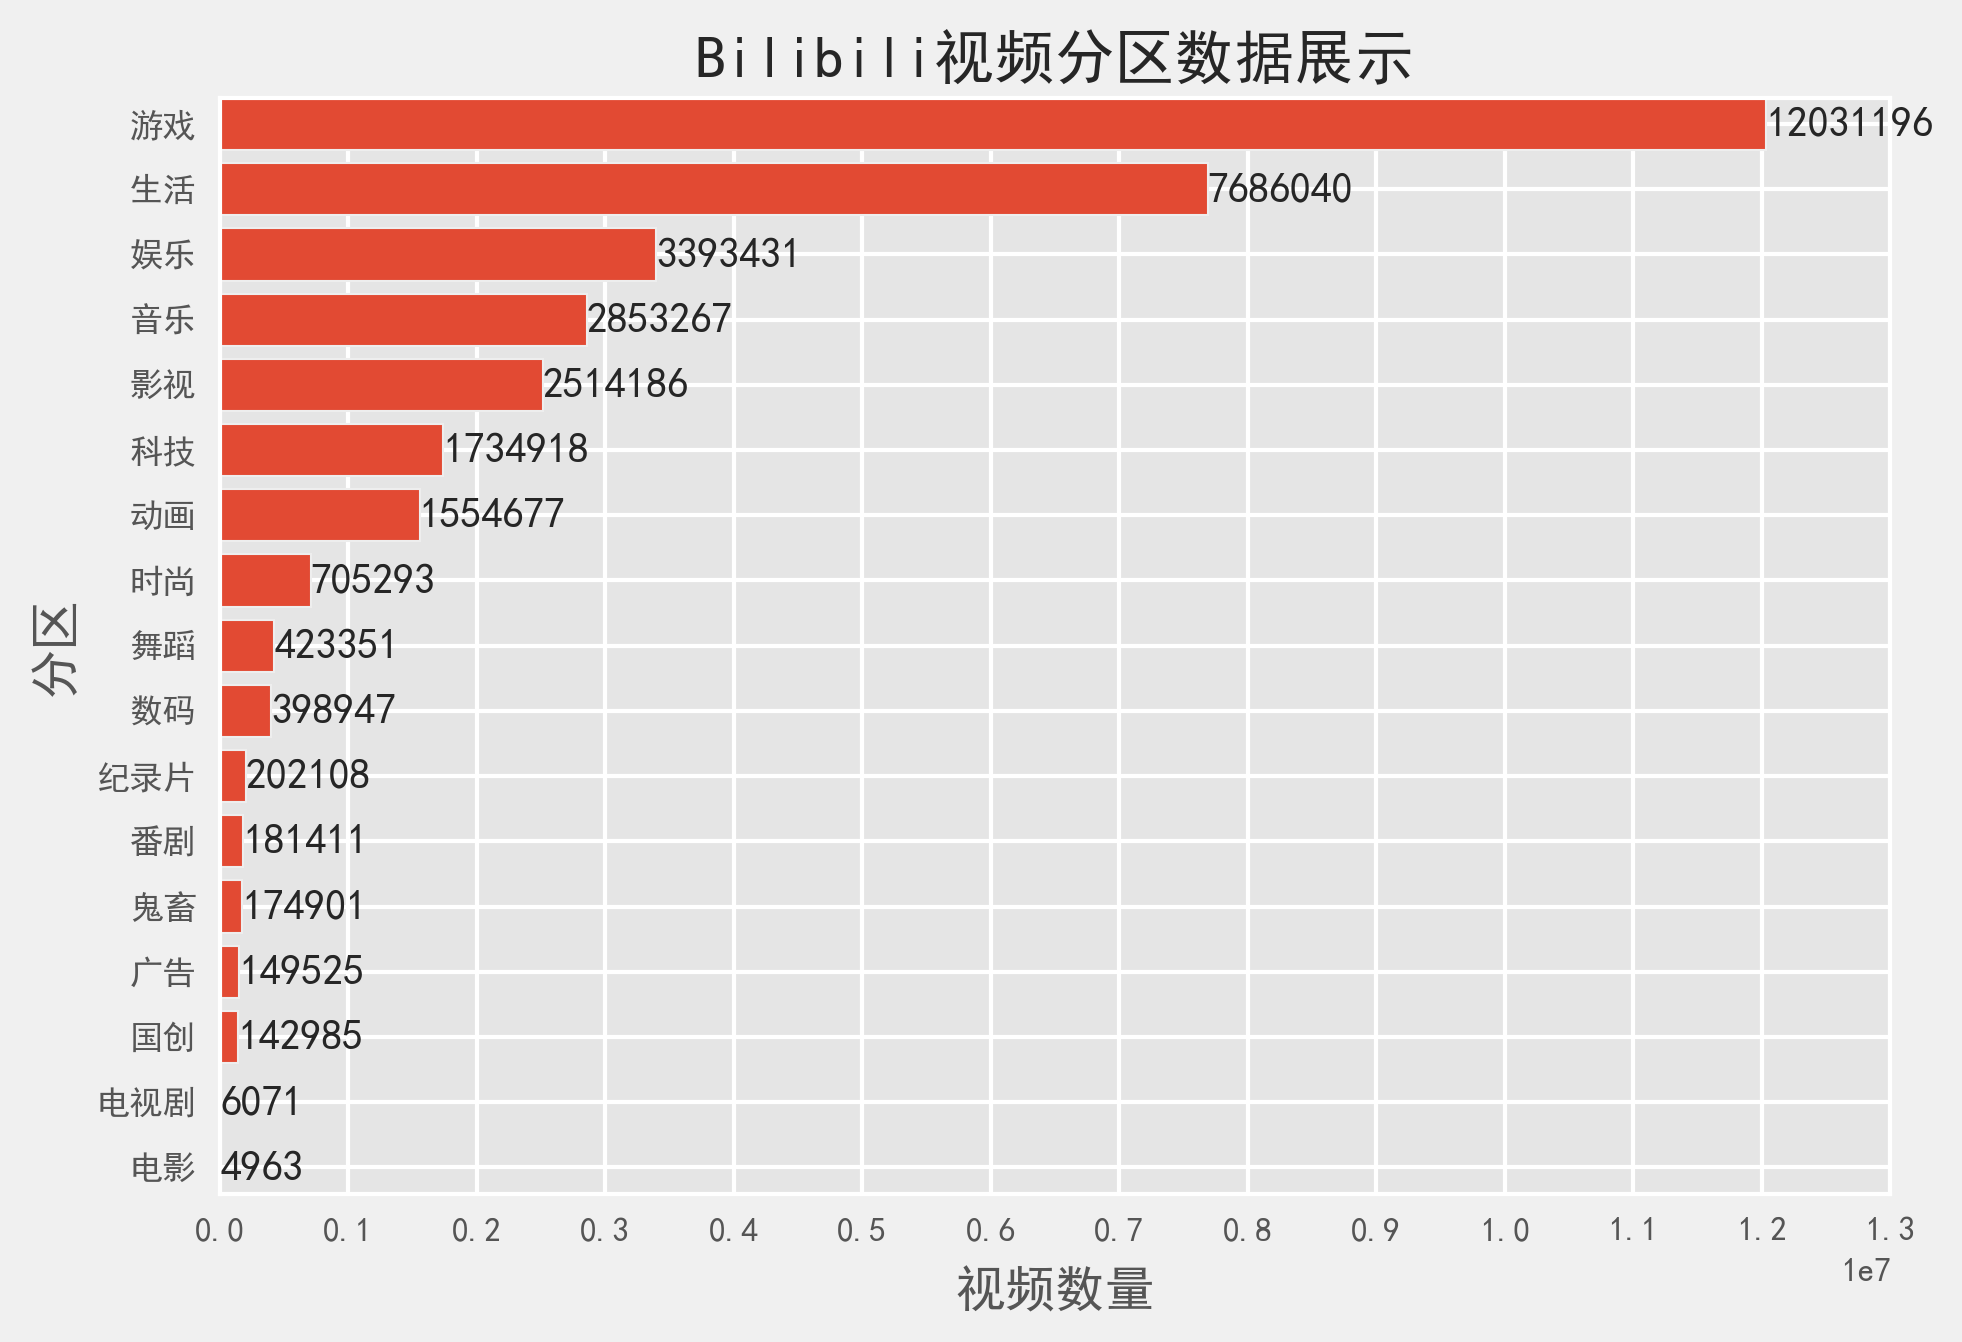 Bilibili视频分区数据展示
游戏 12031196
生活 7686040
娱乐 3393431
音乐 2853267
影视 2514186
科技 1734918
动画 1554677
时尚 705293
舞蹈 423351
数码 398947
纪录片 202108
番剧 181411
鬼畜 174901
广告 149525
国创 142985
电视剧 6071
电影 4963
分区
0.0 0.1 0.2 0.3 0.4 0.5 0.6 0.7 0.8 0.9 1.0 1.1 1.2 1.3
1e7
视频数量